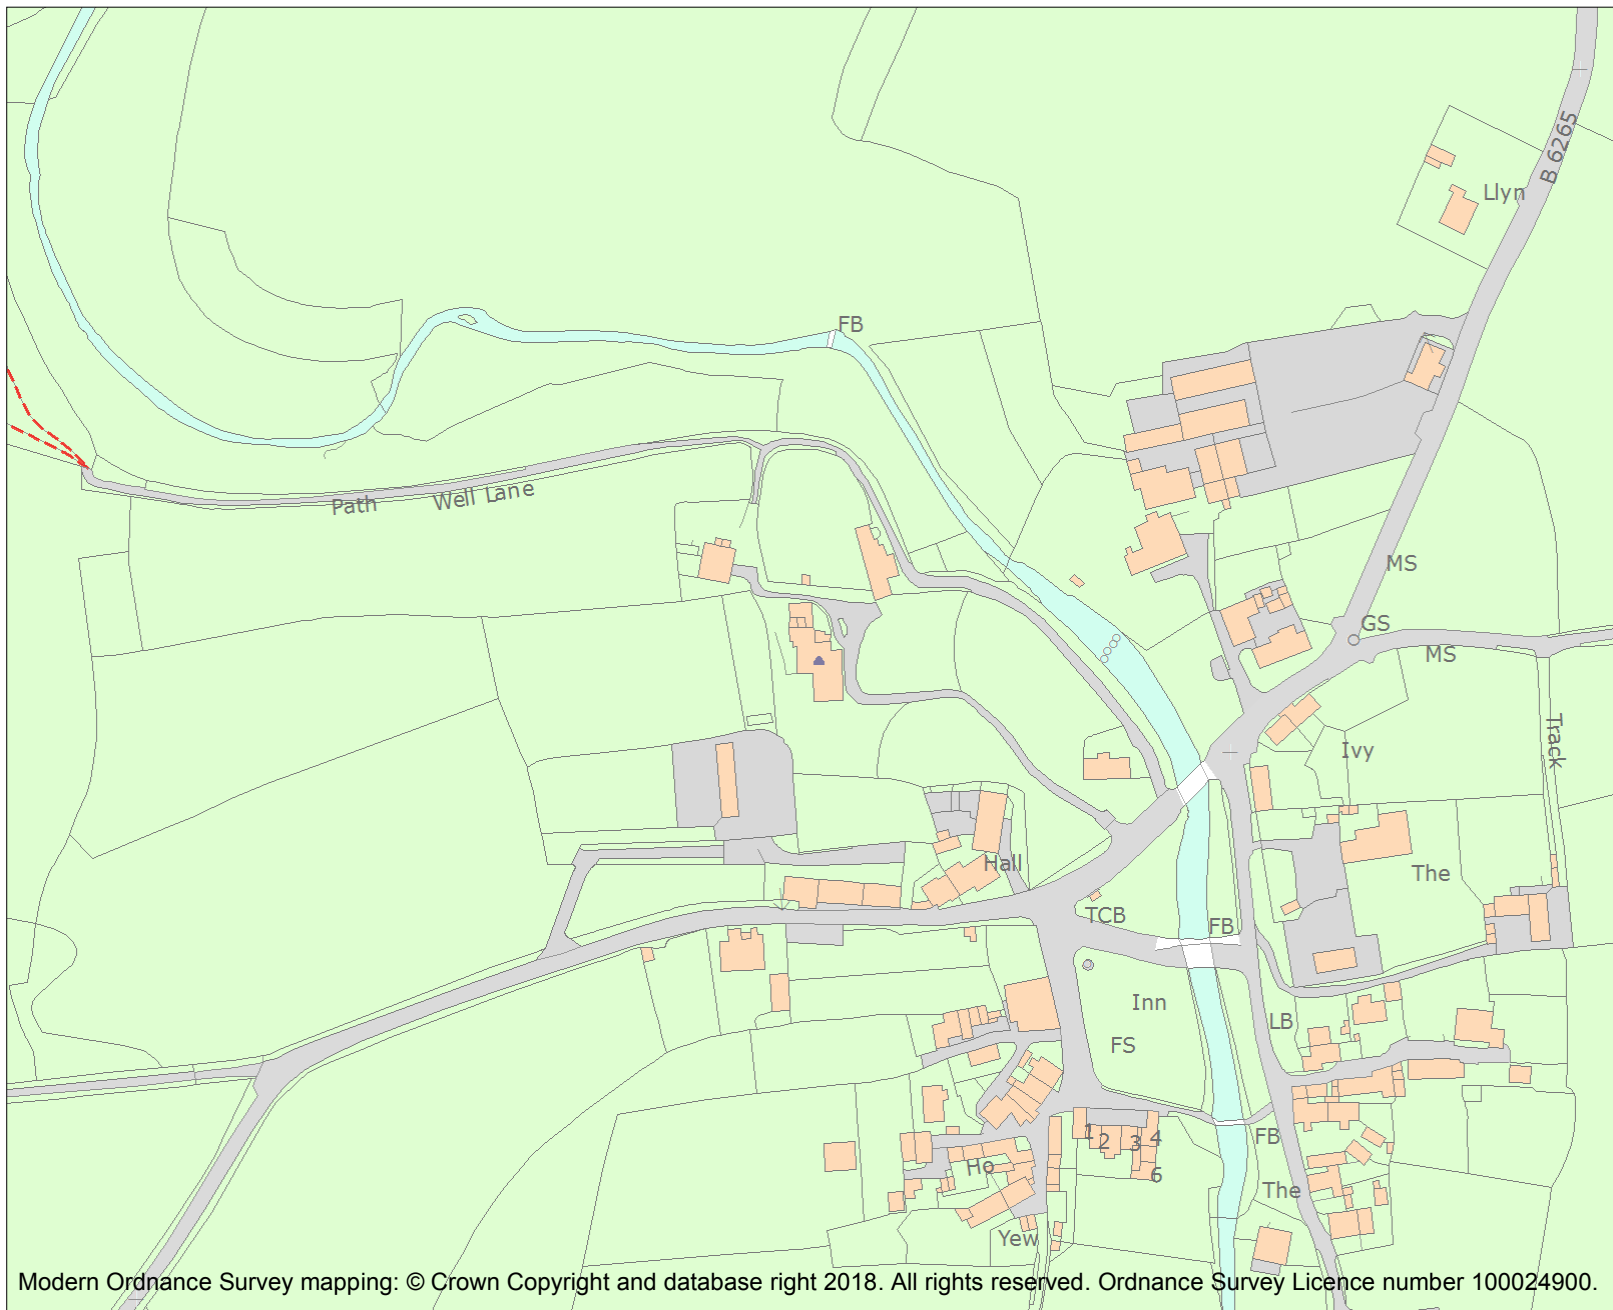 B 6265
Llyn
FB
Path
Well Lane
MS
GS
MS
Track
Ivy
Hall
The
TCB
FB
Inn
LB
FS
1
2
3
4
6
FB
Ho
The
Yew
Modern Ordnance Survey mapping: © Crown Copyright and database right 2018. All rights reserved. Ordnance Survey Licence number 100024900.